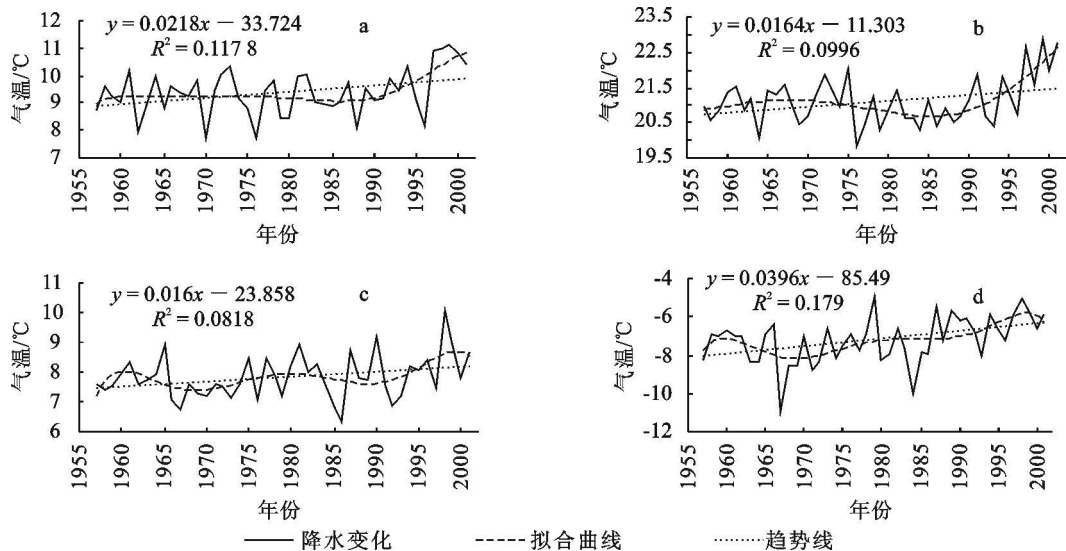 y = 0.0218x － 33.724
R² = 0.117 8
a
12
11
10
9
8
7
气温/℃
1955
1960
1965
1970
1975
1980
1985
1990
1995
2000
年份
y = 0.0164x － 11.303
R² = 0.0996
b
23.5
22.5
21.5
20.5
19.5
气温/℃
1955
1960
1965
1970
1975
1980
1985
1990
1995
2000
年份
y = 0.016x － 23.858
R² = 0.0818
c
11
10
9
8
7
6
气温/℃
1955
1960
1965
1970
1975
1980
1985
1990
1995
2000
年份
y = 0.0396x － 85.49
R² = 0.179
d
-4
-6
-8
-10
-12
气温/℃
1955
1960
1965
1970
1975
1980
1985
1990
1995
2000
年份
降水变化 拟合曲线 趋势线